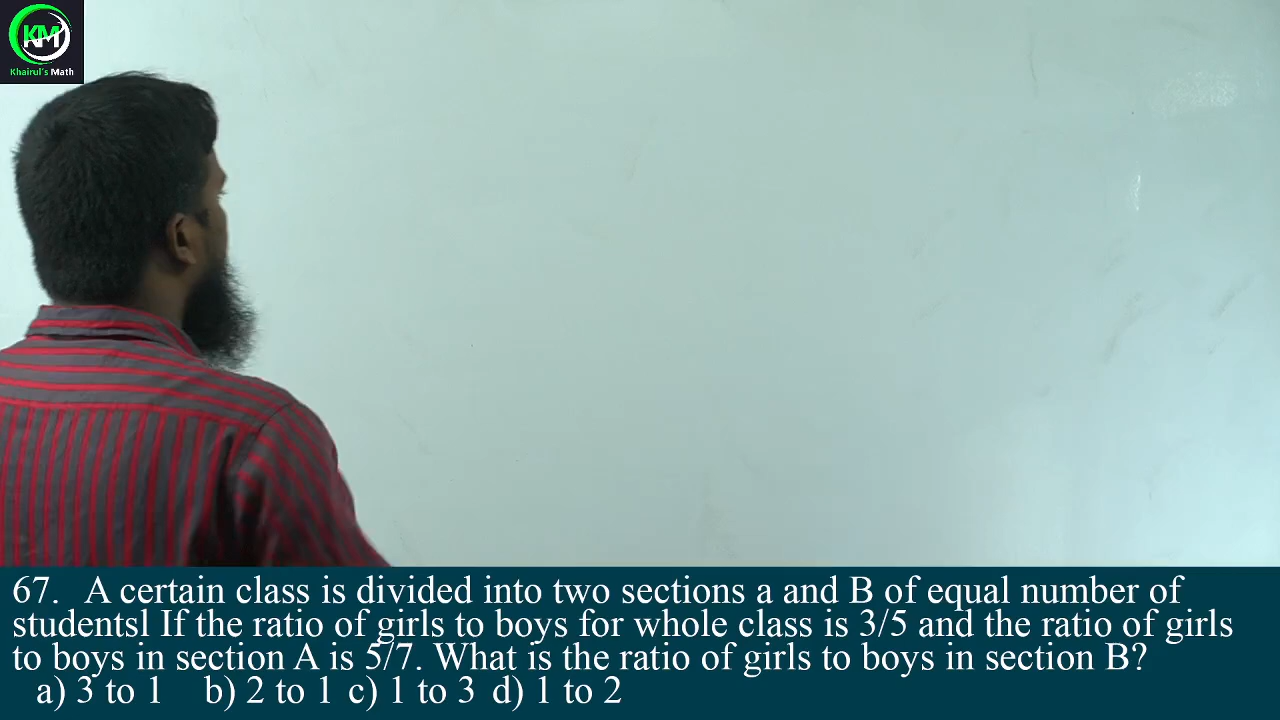 KM
Khairul's Math
67. A certain class is divided into two sections a and B of equal number of
studentsl If the ratio of girls to boys for whole class is 3/5 and the ratio of girls
to boys in section A is 5/7. What is the ratio of girls to boys in section B?
a) 3 to 1 b) 2 to 1 c) 1 to 3 d) 1 to 2